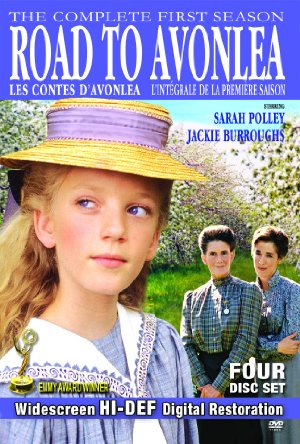 THE COMPLETE FIRST SEASON
ROAD TO AVONLEA
LES CONTES D'AVONLEA L'INTÉGRALE DE LA PREMIÈRE SAISON
STARRING
SARAH POLLEY
JACKIE BURROUGHS
EMMY AWARD WINNER
FOUR
DISC SET
Widescreen HI-DEF Digital Restoration
DVD